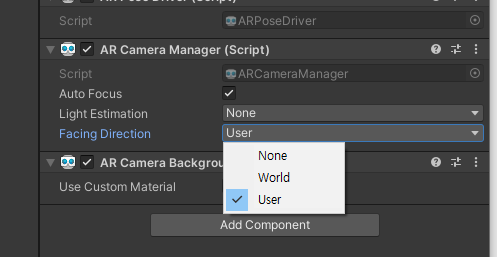 AR Pose Driver (Script)
Script ARPoseDriver
AR Camera Manager (Script)
Script ARCameraManager
Auto Focus
Light Estimation None
Facing Direction User
None
World
User
AR Camera Backgrou
Use Custom Material
Add Component